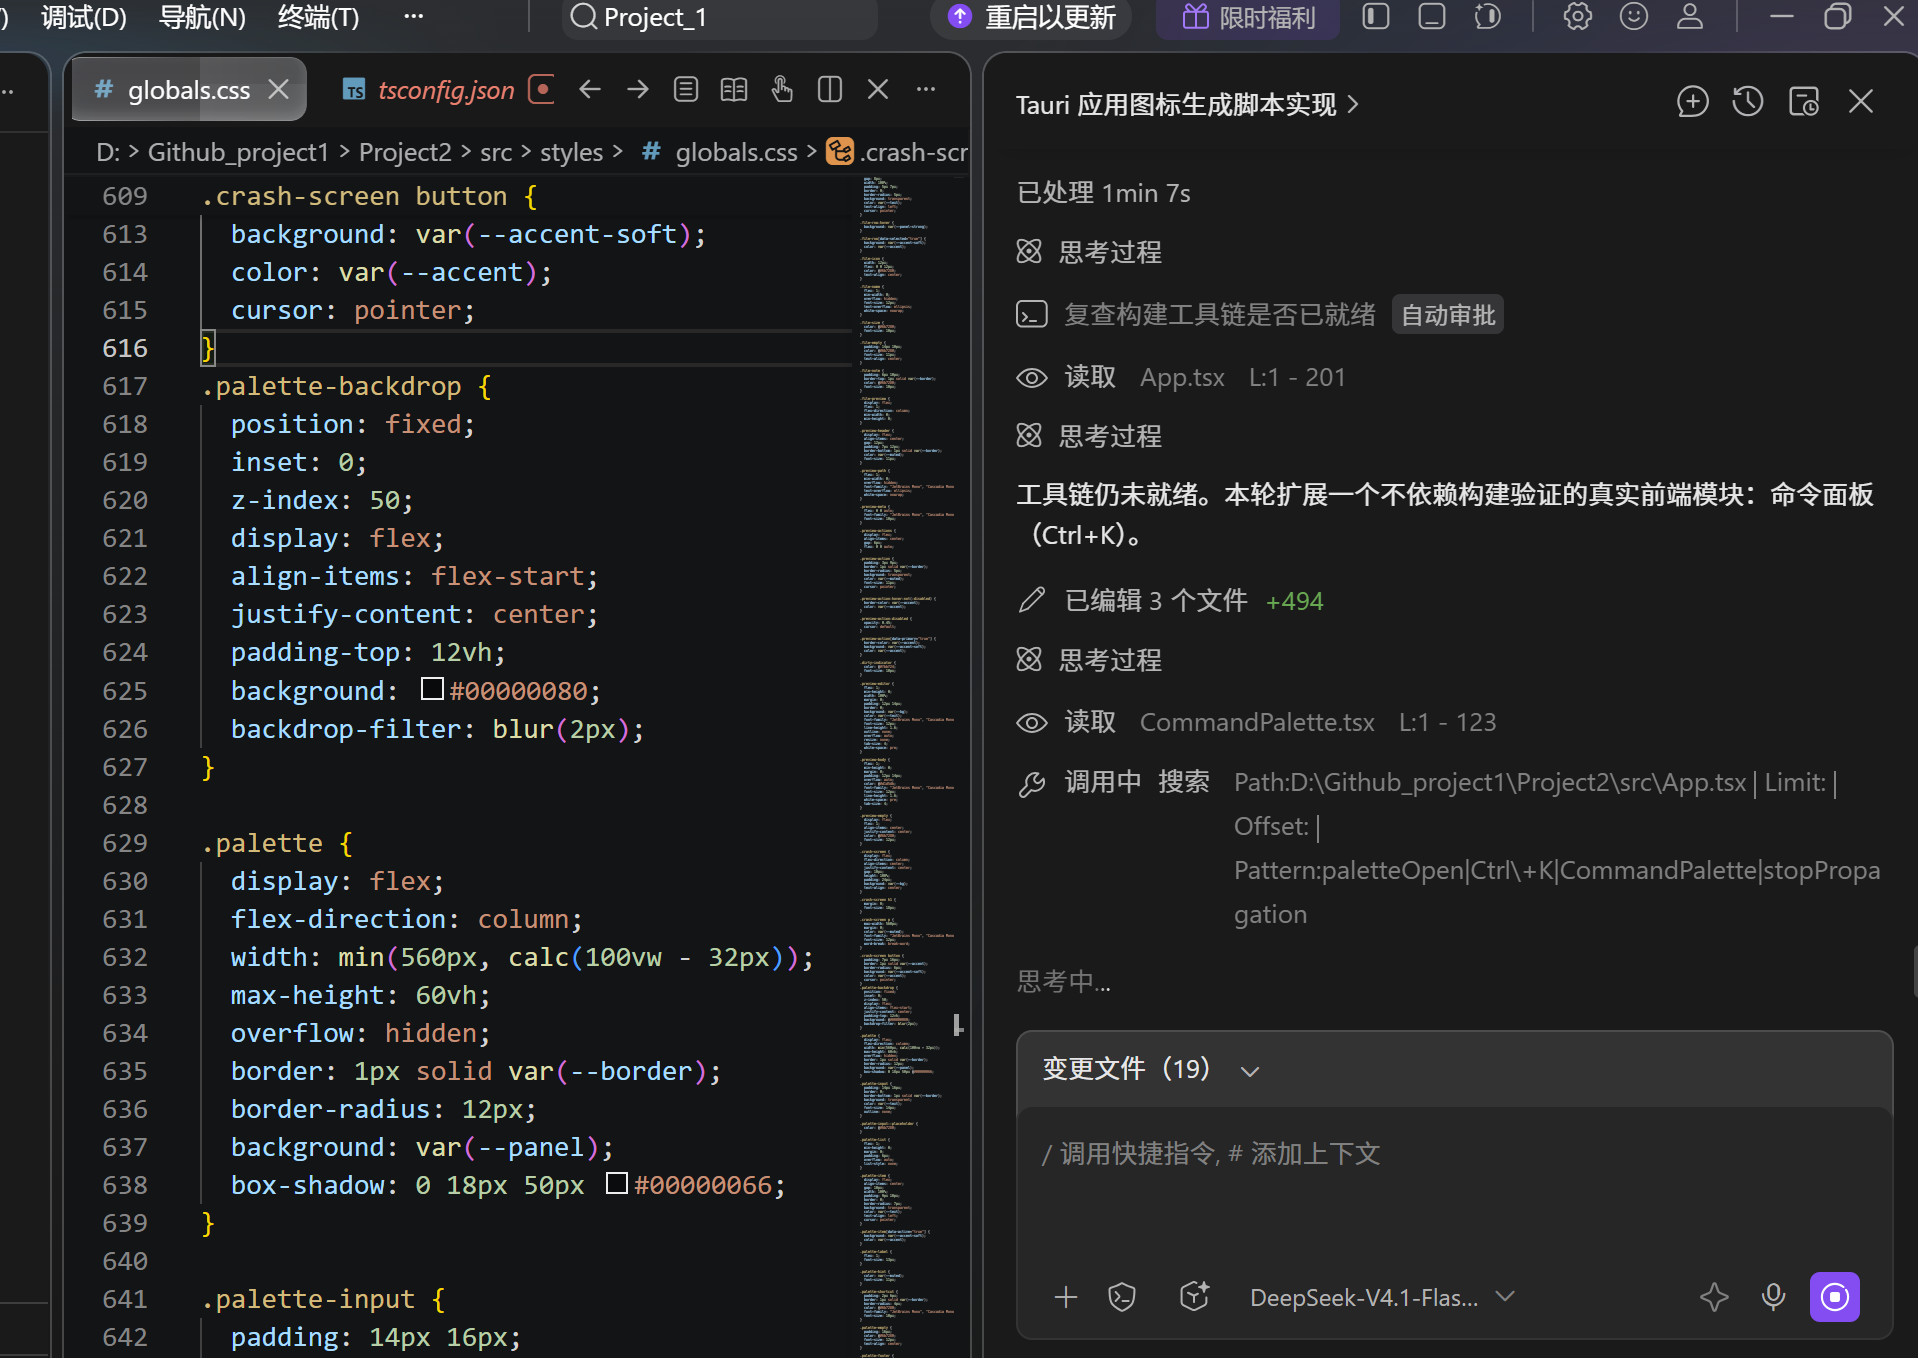 调试(D) 导航(N) 终端(T) ··· Project_1 重启以更新 限时福利
# globals.css TS tsconfig.json
D: > Github_project1 > Project2 > src > styles > # globals.css > .crash-scr
609 .crash-screen button {
613 background: var(--accent-soft);
614 color: var(--accent);
615 cursor: pointer;
616 }
617 .palette-backdrop {
618 position: fixed;
619 inset: 0;
620 z-index: 50;
621 display: flex;
622 align-items: flex-start;
623 justify-content: center;
624 padding-top: 12vh;
625 background: #00000080;
626 backdrop-filter: blur(2px);
627 }
628
629 .palette {
630 display: flex;
631 flex-direction: column;
632 width: min(560px, calc(100vw - 32px));
633 max-height: 60vh;
634 overflow: hidden;
635 border: 1px solid var(--border);
636 border-radius: 12px;
637 background: var(--panel);
638 box-shadow: 0 18px 50px #00000066;
639 }
640
641 .palette-input {
642 padding: 14px 16px;
Tauri 应用图标生成脚本实现 >
已处理 1min 7s
思考过程
复查构建工具链是否已就绪 自动审批
读取 App.tsx L:1 - 201
思考过程
工具链仍未就绪。本轮扩展一个不依赖构建验证的真实前端模块：命令面板
（Ctrl+K）。
已编辑 3 个文件 +494
思考过程
读取 CommandPalette.tsx L:1 - 123
调用中 搜索 Path:D:\Github_project1\Project2\src\App.tsx | Limit: |
Offset: |
Pattern:paletteOpen|Ctrl\+K|CommandPalette|stopPropa
gation
思考中...
变更文件（19）
/ 调用快捷指令, # 添加上下文
DeepSeek-V4.1-Flas...